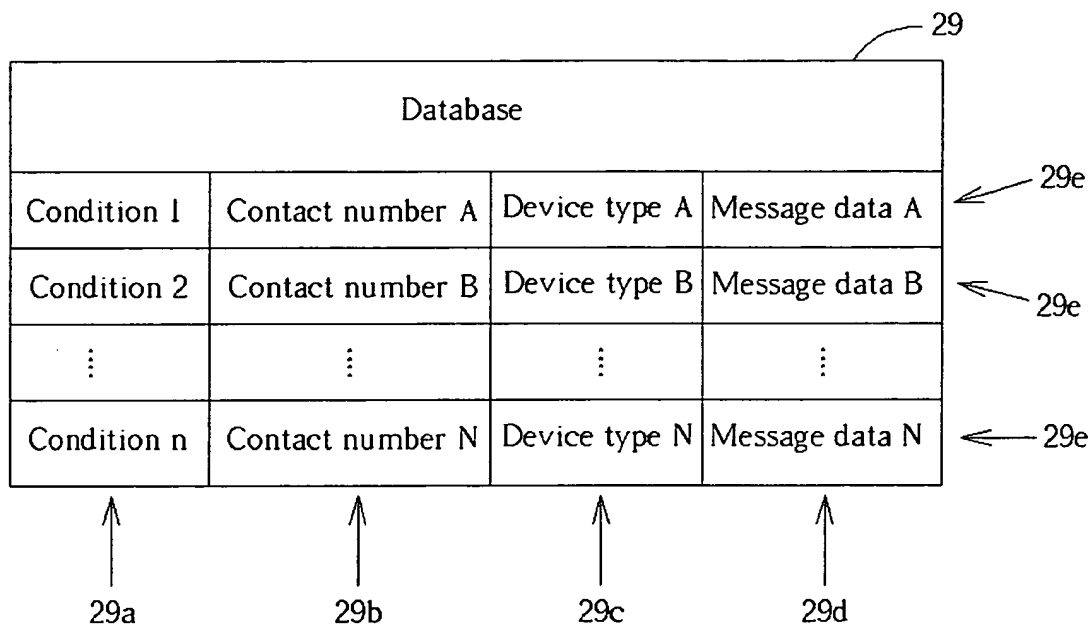 29
Database
Condition 1 Contact number A Device type A Message data A 29e
Condition 2 Contact number B Device type B Message data B 29e
Condition n Contact number N Device type N Message data N 29e
29a 29b 29c 29d